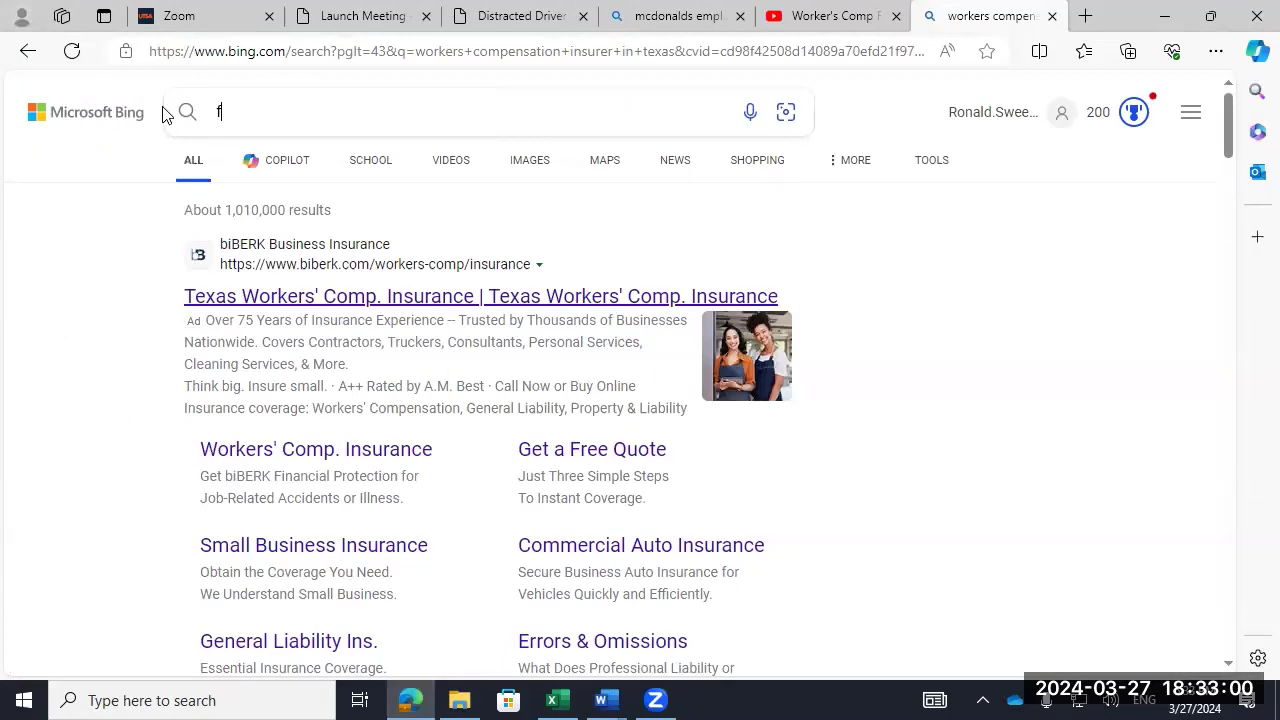 UTSA Zoom
Launch Meeting -
Distracted Drive
mcdonalds empl
Worker's Comp F
workers compens
https://www.bing.com/search?pglt=43&q=workers+compensation+insurer+in+texas&cvid=cd98f42508d14089a70efd21f97...
Microsoft Bing
f
Ronald.Swee...
200
ALL COPILOT SCHOOL VIDEOS IMAGES MAPS NEWS SHOPPING MORE TOOLS
About 1,010,000 results
biBERK Business Insurance
https://www.biberk.com/workers-comp/insurance
Texas Workers' Comp. Insurance | Texas Workers' Comp. Insurance
Ad Over 75 Years of Insurance Experience – Trusted by Thousands of Businesses
Nationwide. Covers Contractors, Truckers, Consultants, Personal Services,
Cleaning Services, & More.
Think big. Insure small. · A++ Rated by A.M. Best · Call Now or Buy Online
Insurance coverage: Workers' Compensation, General Liability, Property & Liability
Workers' Comp. Insurance
Get biBERK Financial Protection for
Job-Related Accidents or Illness.
Get a Free Quote
Just Three Simple Steps
To Instant Coverage.
Small Business Insurance
Obtain the Coverage You Need.
We Understand Small Business.
Commercial Auto Insurance
Secure Business Auto Insurance for
Vehicles Quickly and Efficiently.
General Liability Ins.
Essential Insurance Coverage.
Errors & Omissions
What Does Professional Liability or
Type here to search
2024-03-27 18:33:00
ENG
3/27/2024